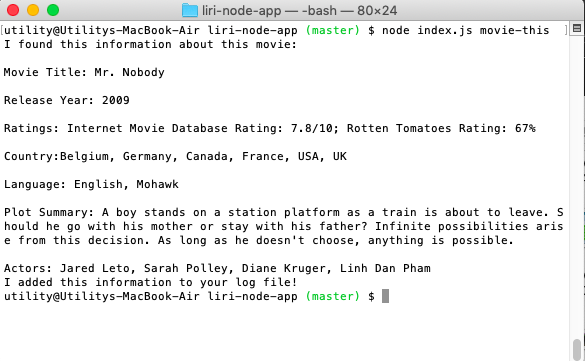 liri-node-app — -bash — 80×24
[utility@Utilitys-MacBook-Air liri-node-app (master) $ node index.js movie-this ]
I found this information about this movie:
Movie Title: Mr. Nobody
Release Year: 2009
Ratings: Internet Movie Database Rating: 7.8/10; Rotten Tomatoes Rating: 67%
Country:Belgium, Germany, Canada, France, USA, UK
Language: English, Mohawk
Plot Summary: A boy stands on a station platform as a train is about to leave. S
hould he go with his mother or stay with his father? Infinite possibilities aris
e from this decision. As long as he doesn't choose, anything is possible.
Actors: Jared Leto, Sarah Polley, Diane Kruger, Linh Dan Pham
I added this information to your log file!
utility@Utilitys-MacBook-Air liri-node-app (master) $